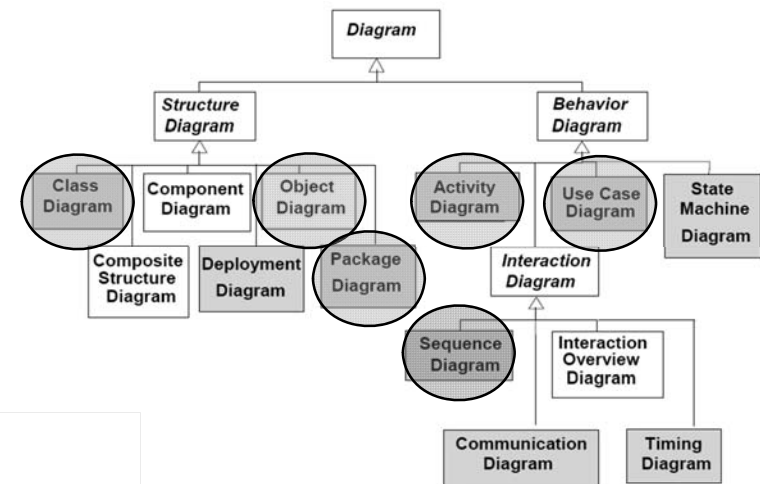 Diagram
Structure
Diagram
Behavior
Diagram
Class
Diagram
Component
Diagram
Object
Diagram
Activity
Diagram
Use Case
Diagram
State
Machine
Diagram
Composite
Structure
Diagram
Deployment
Diagram
Package
Diagram
Interaction
Diagram
Sequence
Diagram
Interaction
Overview
Diagram
Communication
Diagram
Timing
Diagram